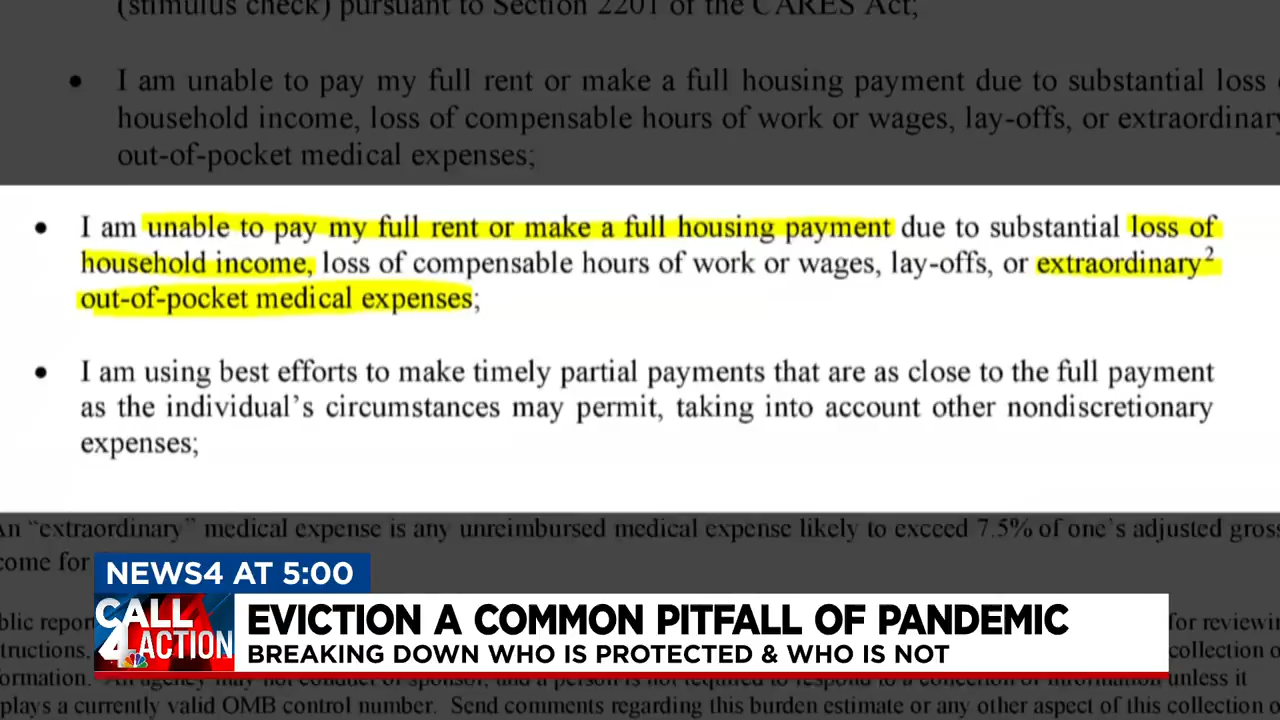 (stimulus check) pursuant to Section 2201 of the CARES Act;
• I am unable to pay my full rent or make a full housing payment due to substantial loss
household income, loss of compensable hours of work or wages, lay-offs, or extraordinary
out-of-pocket medical expenses;
• I am unable to pay my full rent or make a full housing payment due to substantial loss of
household income, loss of compensable hours of work or wages, lay-offs, or extraordinary²
out-of-pocket medical expenses;
• I am using best efforts to make timely partial payments that are as close to the full payment
as the individual’s circumstances may permit, taking into account other nondiscretionary
expenses;
“extraordinary” medical expense is any unreimbursed medical expense likely to exceed 7.5% of one’s adjusted
for
NEWS4 AT 5:00
CALL 4 ACTION
EVICTION A COMMON PITFALL OF PANDEMIC
BREAKING DOWN WHO IS PROTECTED & WHO IS NOT
for
collection
unless it
a currently valid OMB control number. Send comments regarding this burden estimate or any other aspect of this collection